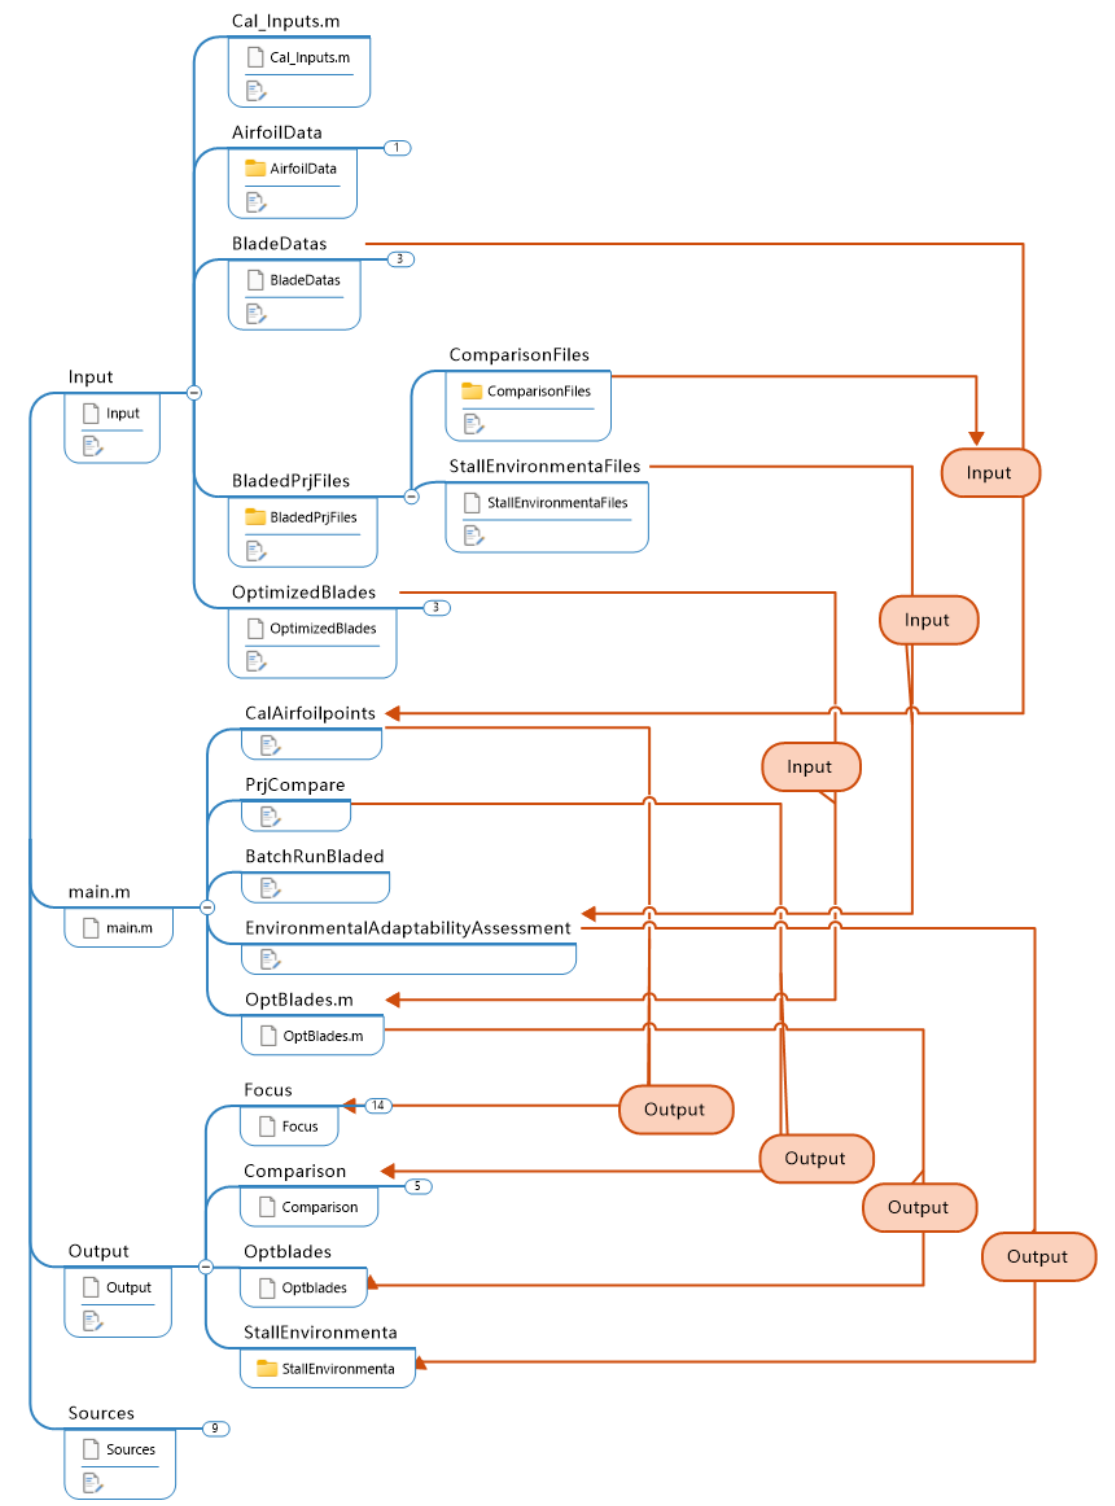 Cal_Inputs.m
Cal_Inputs.m
AirfoilData
1
AirfoilData
BladeDatas
3
BladeDatas
ComparisonFiles
ComparisonFiles
Input
Input
Input
StallEnvironmentaFiles
StallEnvironmentaFiles
BladedPrjFiles
BladedPrjFiles
OptimizedBlades
3
OptimizedBlades
Input
CalAirfoilpoints
Input
PrjCompare
BatchRunBladed
main.m
main.m
EnvironmentalAdaptabilityAssessment
OptBlades.m
OptBlades.m
Focus
14
Focus
Output
Comparison
5
Comparison
Output
Output
Output
Output
Output
Optblades
Optblades
StallEnvironmenta
StallEnvironmenta
Sources
9
Sources